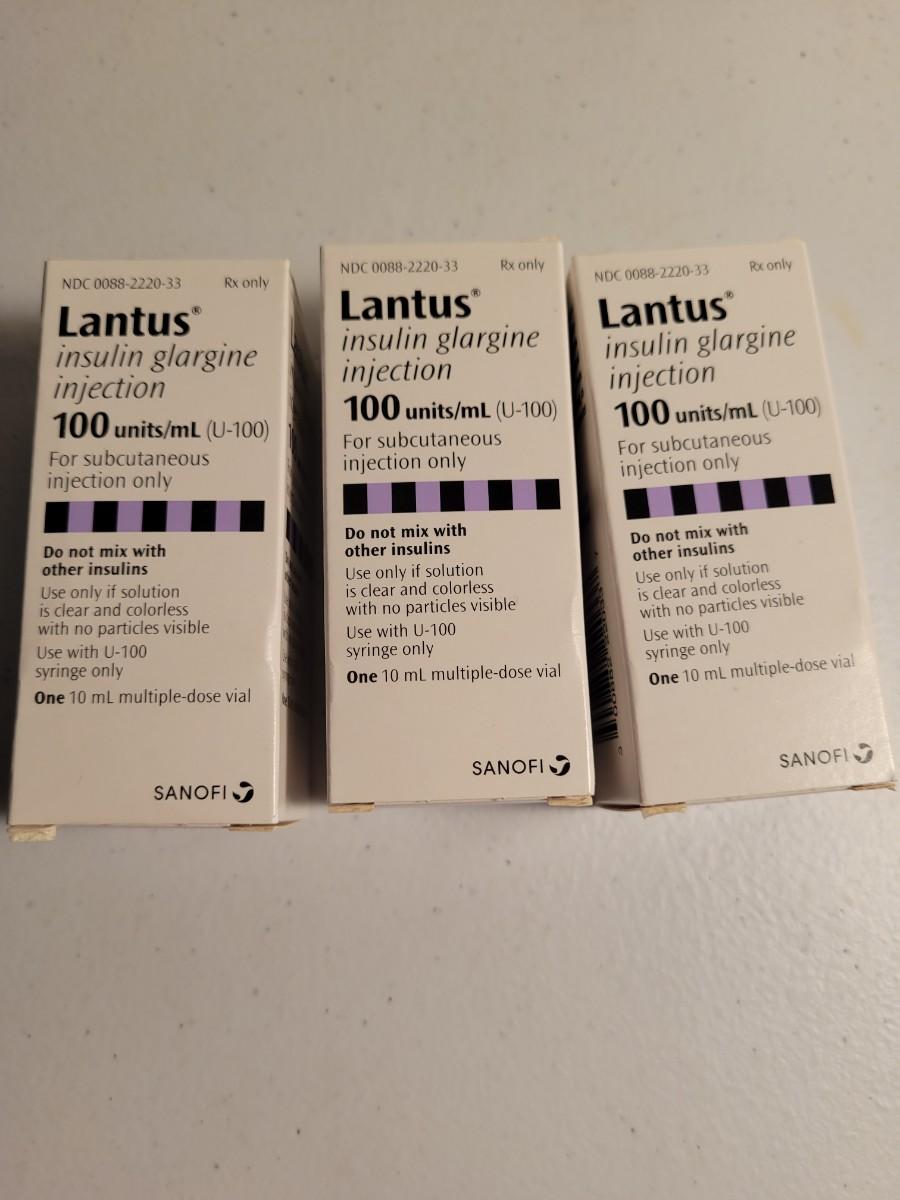 NDC 0088-2220-33 Rx only
Lantus®
insulin glargine
injection
100 units/mL (U-100)
For subcutaneous
injection only
Do not mix with
other insulins
Use only if solution
is clear and colorless
with no particles visible
Use with U-100
syringe only
One 10 mL multiple-dose vial
SANOFI
NDC 0088-2220-33 Rx only
Lantus®
insulin glargine
injection
100 units/mL (U-100)
For subcutaneous
injection only
Do not mix with
other insulins
Use only if solution
is clear and colorless
with no particles visible
Use with U-100
syringe only
One 10 mL multiple-dose vial
SANOFI
NDC 0088-2220-33 Rx only
Lantus®
insulin glargine
injection
100 units/mL (U-100)
For subcutaneous
injection only
Do not mix with
other insulins
Use only if solution
is clear and colorless
with no particles visible
Use with U-100
syringe only
One 10 mL multiple-dose vial
SANOFI